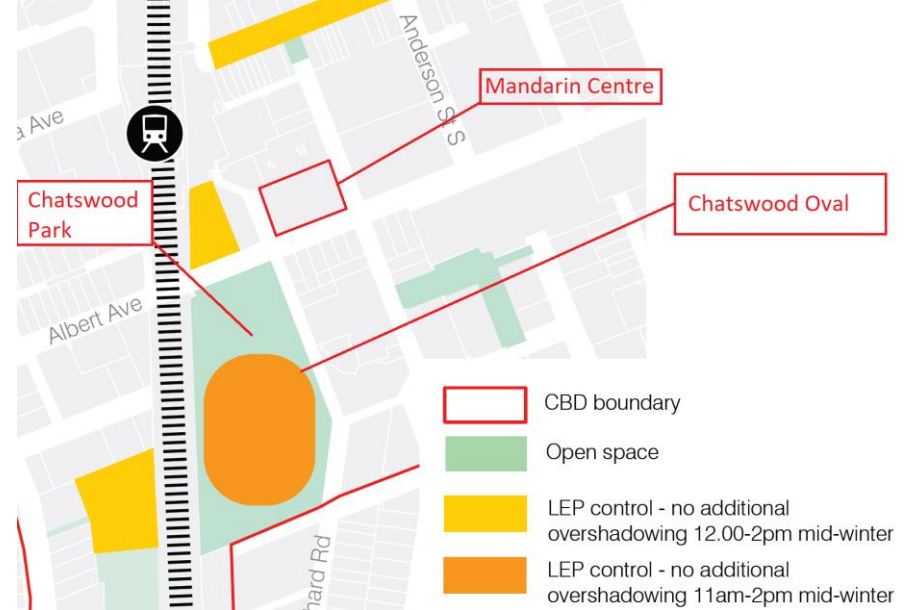 Anderson St S
Mandarin Centre
a Ave
Chatswood
Park
Chatswood Oval
Albert Ave
CBD boundary
Open space
LEP control - no additional
overshadowing 12.00-2pm mid-winter
LEP control - no additional
overshadowing 11am-2pm mid-winter
hard Rd